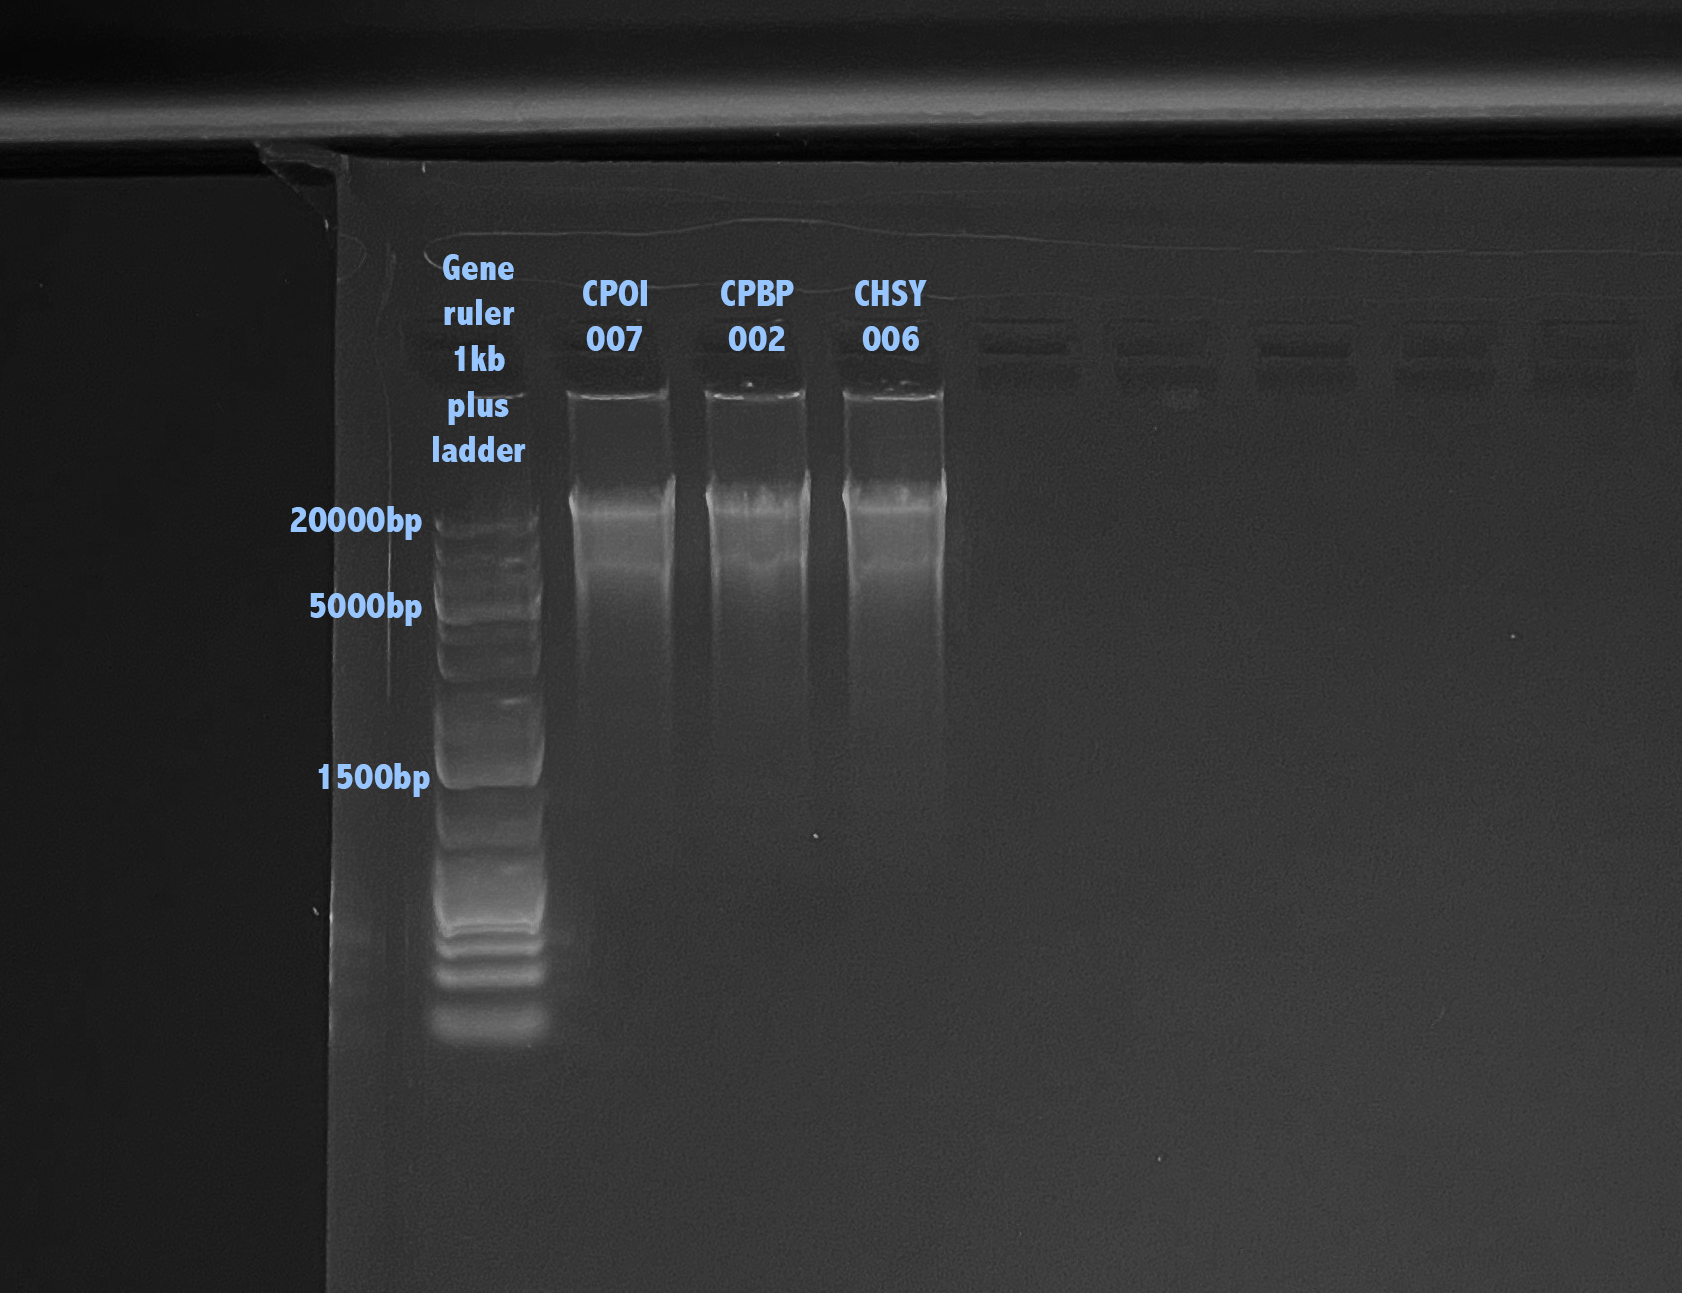 Gene
ruler
1kb
plus
ladder
CPOI
007
CPBP
002
CHSY
006
20000bp
5000bp
1500bp